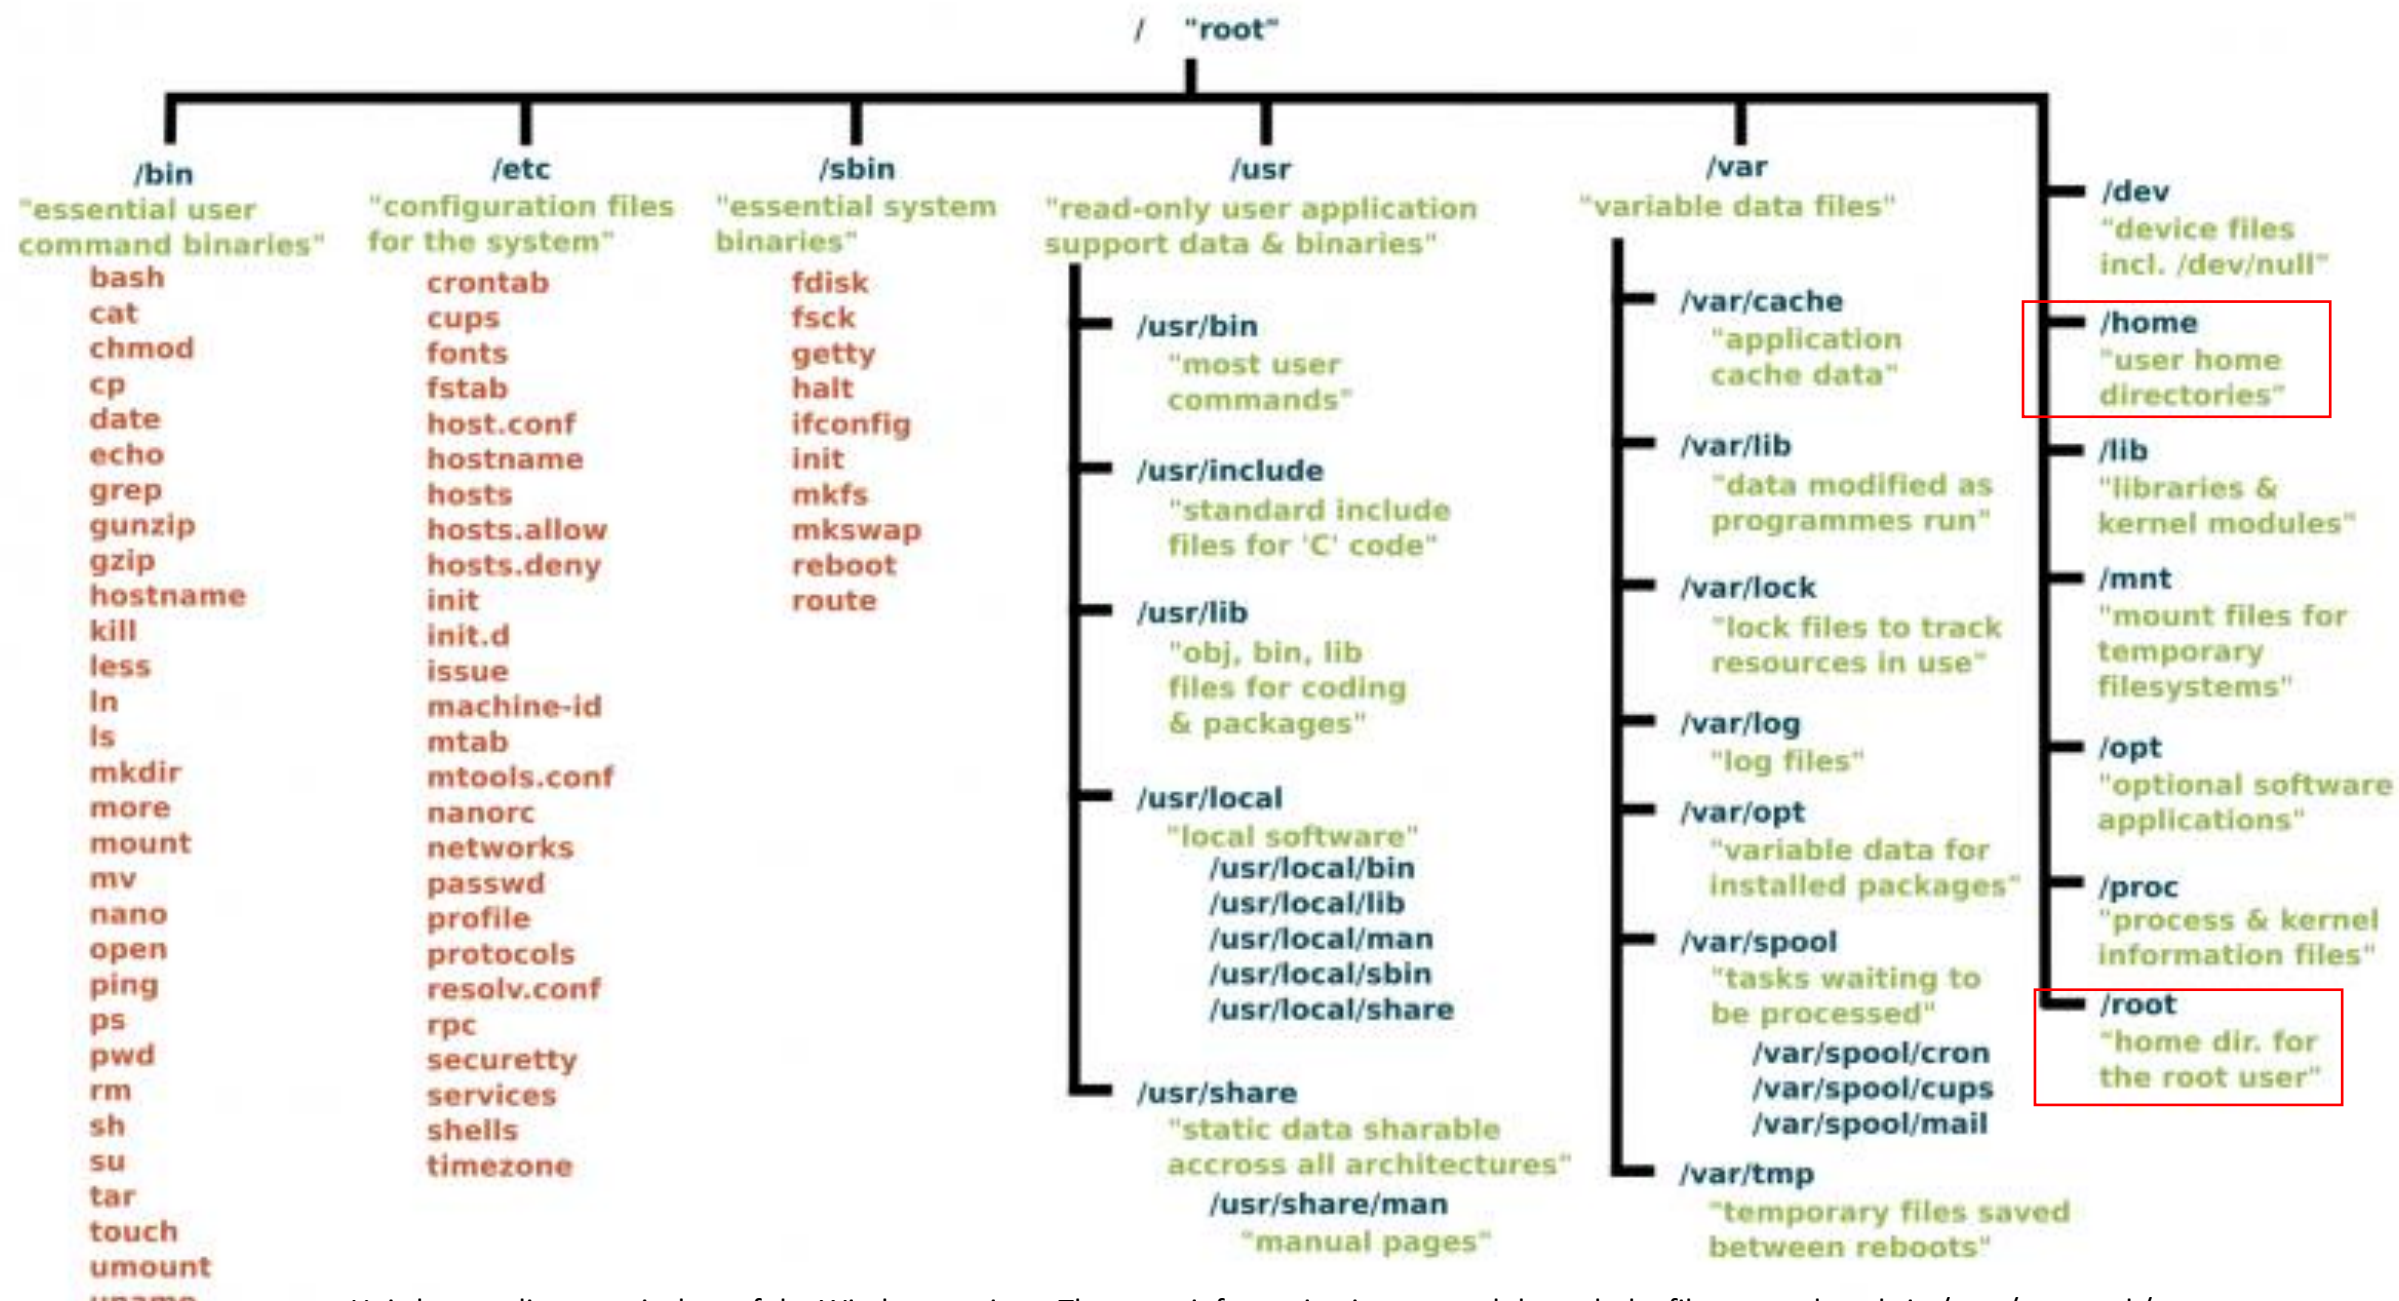 / "root"
/bin
"essential user
command binaries"
bash
cat
chmod
cp
date
echo
grep
gunzip
gzip
hostname
kill
less
ln
ls
mkdir
more
mount
mv
nano
open
ping
ps
pwd
rm
sh
su
tar
touch
umount
uname
/etc
"configuration files
for the system"
crontab
cups
fonts
fstab
host.conf
hostname
hosts
hosts.allow
hosts.deny
init
init.d
issue
machine-id
mtab
mtools.conf
nanorc
networks
passwd
profile
protocols
resolv.conf
rpc
securetty
services
shells
timezone
/sbin
"essential system
binaries"
fdisk
fsck
getty
halt
ifconfig
init
mkfs
mkswap
reboot
route
/usr
"read-only user application
support data & binaries"
/usr/bin
"most user
commands"
/usr/include
"standard include
files for 'C' code"
/usr/lib
"obj, bin, lib
files for coding
& packages"
/usr/local
"local software"
/usr/local/bin
/usr/local/lib
/usr/local/man
/usr/local/sbin
/usr/local/share
/usr/share
"static data sharable
accross all architectures"
/usr/share/man
"manual pages"
/var
"variable data files"
/var/cache
"application
cache data"
/var/lib
"data modified as
programmes run"
/var/lock
"lock files to track
resources in use"
/var/log
"log files"
/var/opt
"variable data for
installed packages"
/var/spool
"tasks waiting to
be processed"
/var/spool/cron
/var/spool/cups
/var/spool/mail
/var/tmp
"temporary files saved
between reboots"
/dev
"device files
incl. /dev/null"
/home
"user home
directories"
/lib
"libraries &
kernel modules"
/mnt
"mount files for
temporary
filesystems"
/opt
"optional software
applications"
/proc
"process & kernel
information files"
/root
"home dir. for
the root user"